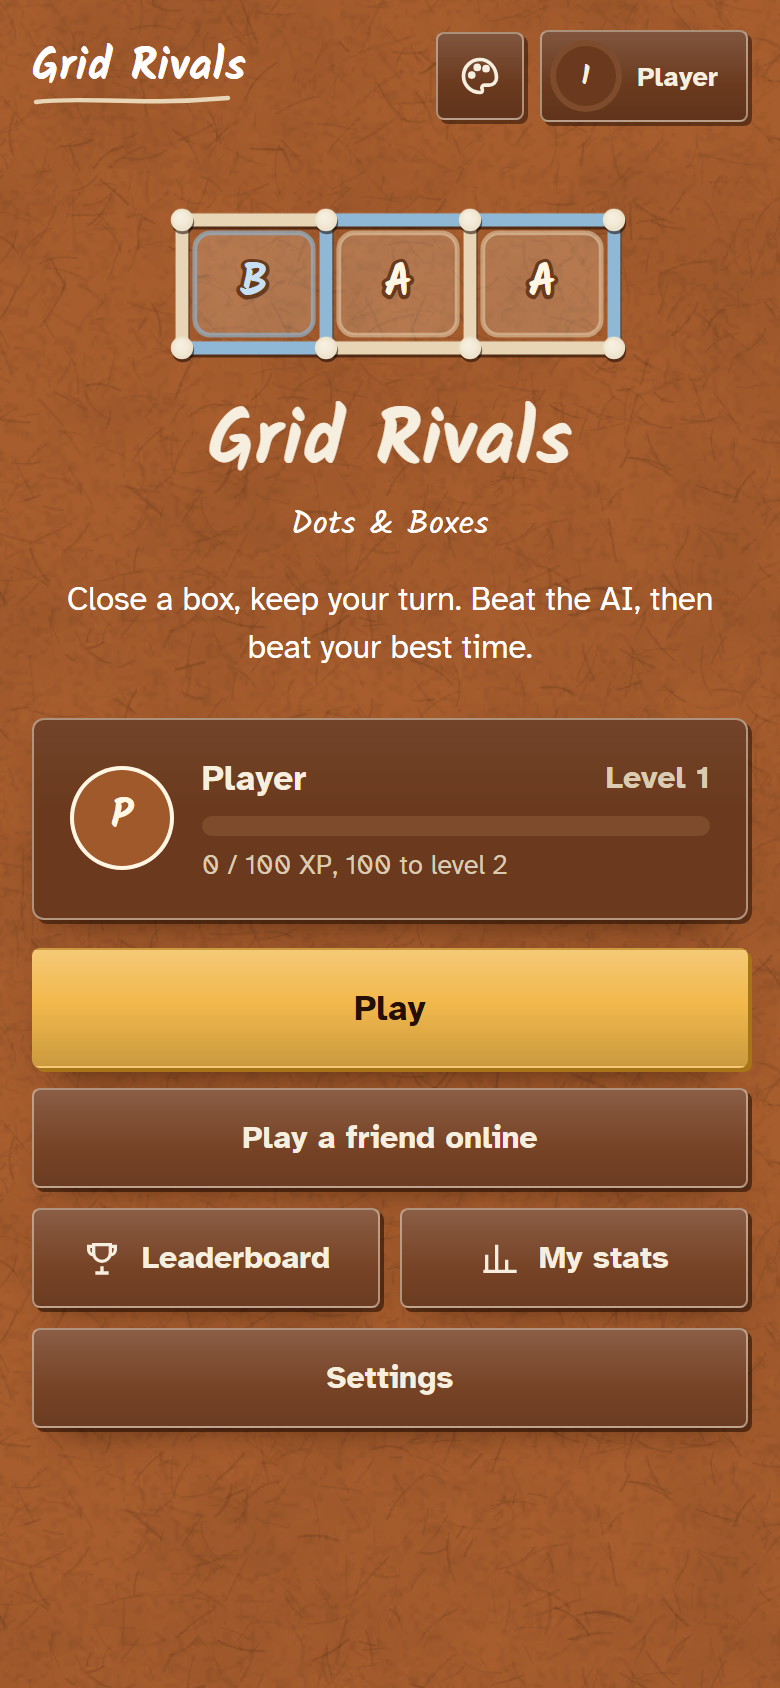 Grid Rivals
1 Player
B A A
Grid Rivals
Dots & Boxes
Close a box, keep your turn. Beat the AI, then
beat your best time.
P
Player Level 1
0 / 100 XP, 100 to level 2
Play
Play a friend online
Leaderboard My stats
Settings